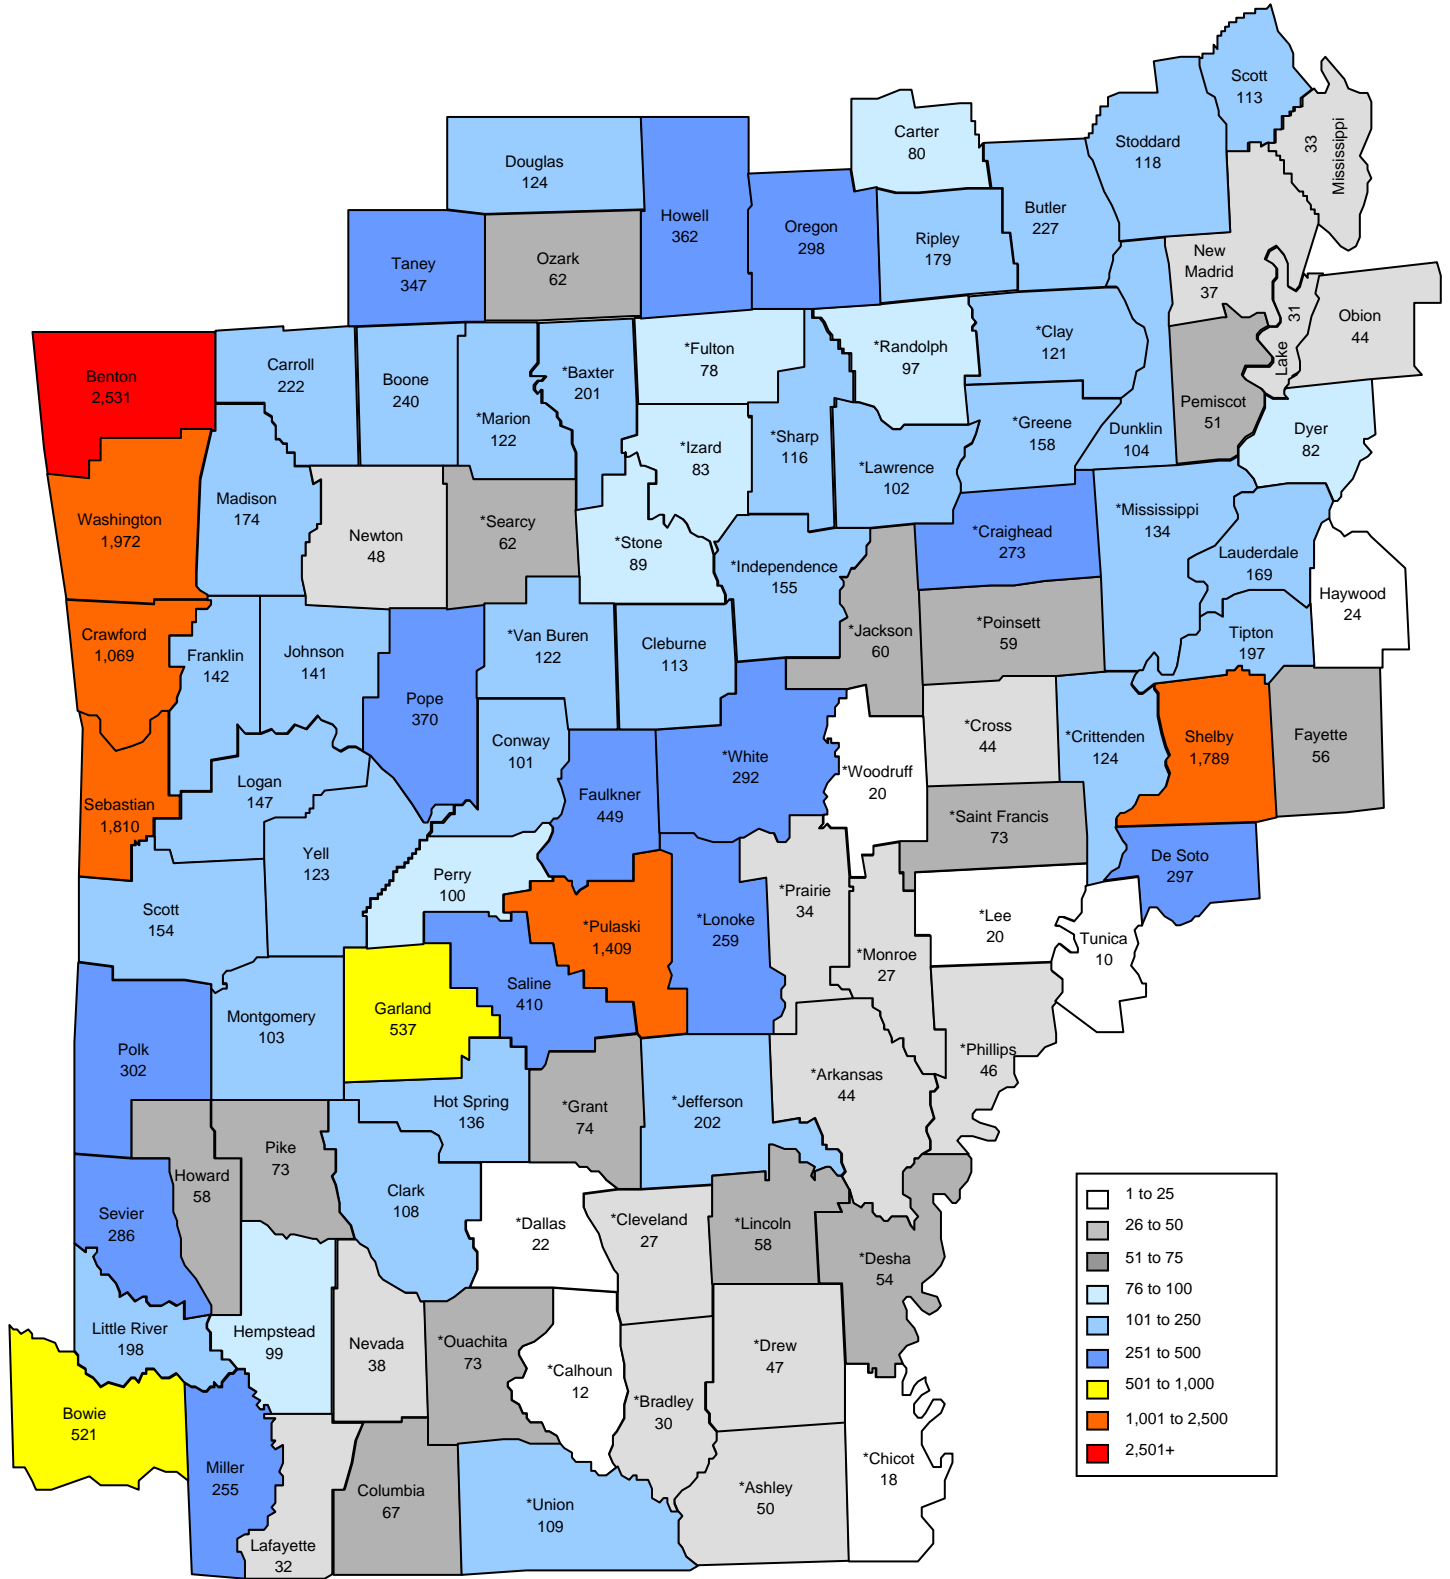 Scott
113
33
Mississippi
Carter
80
Stoddard
118
Douglas
124
Howell
362
Oregon
298
Ripley
179
Butler
227
New
Madrid
37
Taney
347
Ozark
62
Lake
31
Obion
44
Benton
2,531
Carroll
222
Boone
240
*Marion
122
*Baxter
201
*Fulton
78
*Randolph
97
*Clay
121
Pemiscot
51
Dyer
82
*Izard
83
*Sharp
116
*Lawrence
102
*Greene
158
Dunklin
104
Washington
1,972
Madison
174
Newton
48
*Searcy
62
*Stone
89
*Independence
155
*Craighead
273
*Mississippi
134
Lauderdale
169
Haywood
24
Crawford
1,069
Franklin
142
Johnson
141
Pope
370
*Van Buren
122
Cleburne
113
*Jackson
60
*Poinsett
59
Tipton
197
Conway
101
*White
292
*Woodruff
20
*Cross
44
*Crittenden
124
Shelby
1,789
Fayette
56
Sebastian
1,810
Logan
147
Faulkner
449
*Saint Francis
73
Yell
123
Perry
100
De Soto
297
Scott
154
*Pulaski
1,409
*Lonoke
259
*Prairie
34
*Monroe
27
*Lee
20
Tunica
10
Saline
410
Garland
537
Montgomery
103
Polk
302
*Phillips
46
Hot Spring
136
*Grant
74
*Jefferson
202
*Arkansas
44
Howard
58
Pike
73
Clark
108
Sevier
286
*Dallas
22
*Cleveland
27
*Lincoln
58
*Desha
54
Little River
198
Hempstead
99
Nevada
38
*Ouachita
73
*Calhoun
12
*Bradley
30
*Drew
47
Bowie
521
Miller
255
Lafayette
32
Columbia
67
*Union
109
*Ashley
50
*Chicot
18
1 to 25
26 to 50
51 to 75
76 to 100
101 to 250
251 to 500
501 to 1,000
1,001 to 2,500
2,501+